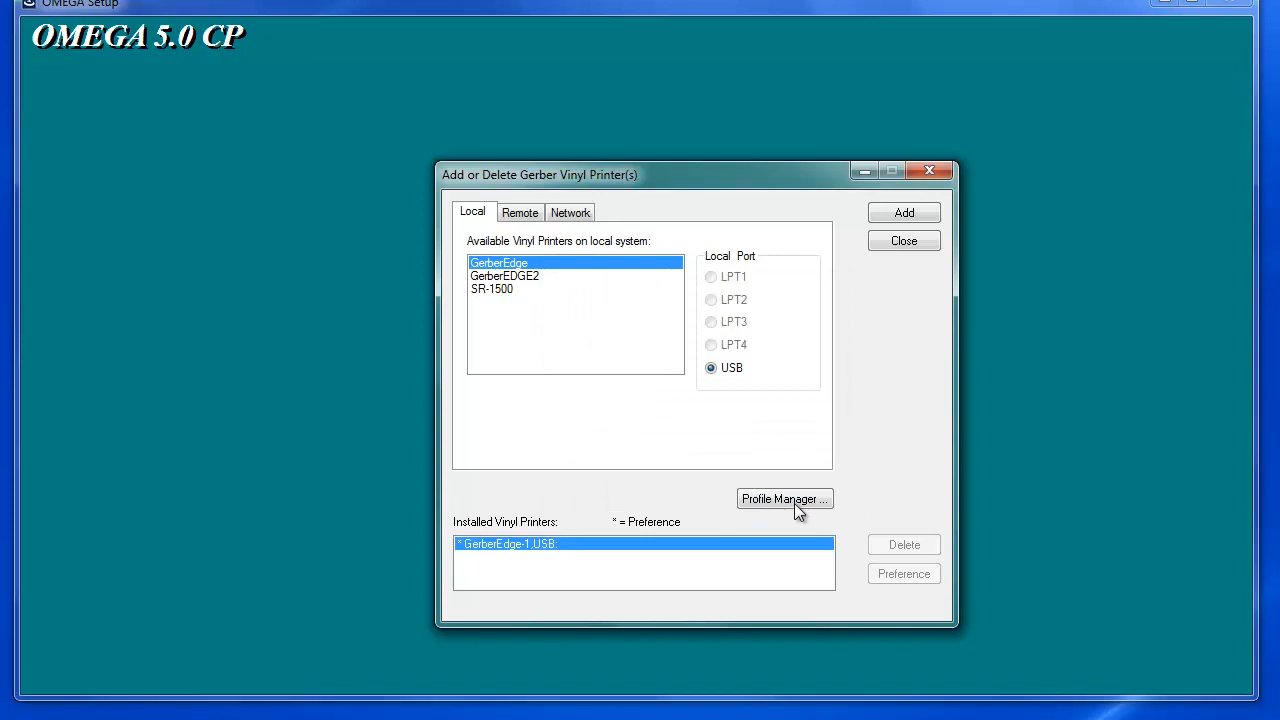 OMEGA Setup
OMEGA 5.0 CP
Add or Delete Gerber Vinyl Printer(s)
Local Remote Network
Add
Close
Available Vinyl Printers on local system:
GerberEdge
GerberEDGE2
SR-1500
Local Port
LPT1
LPT2
LPT3
LPT4
USB
Profile Manager ...
Installed Vinyl Printers: * = Preference
* GerberEdge-1,USB:
Delete
Preference